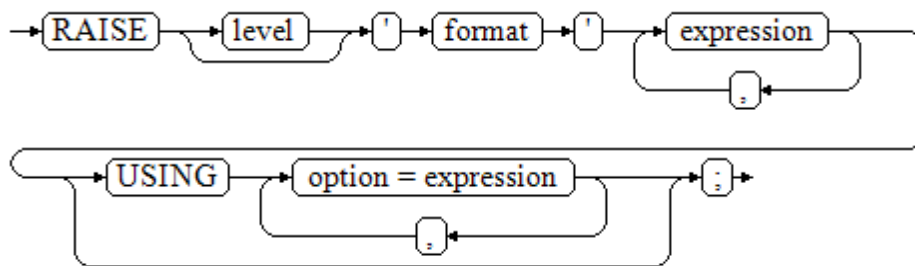 RAISE level ' format ' expression
,
USING option = expression ;
,